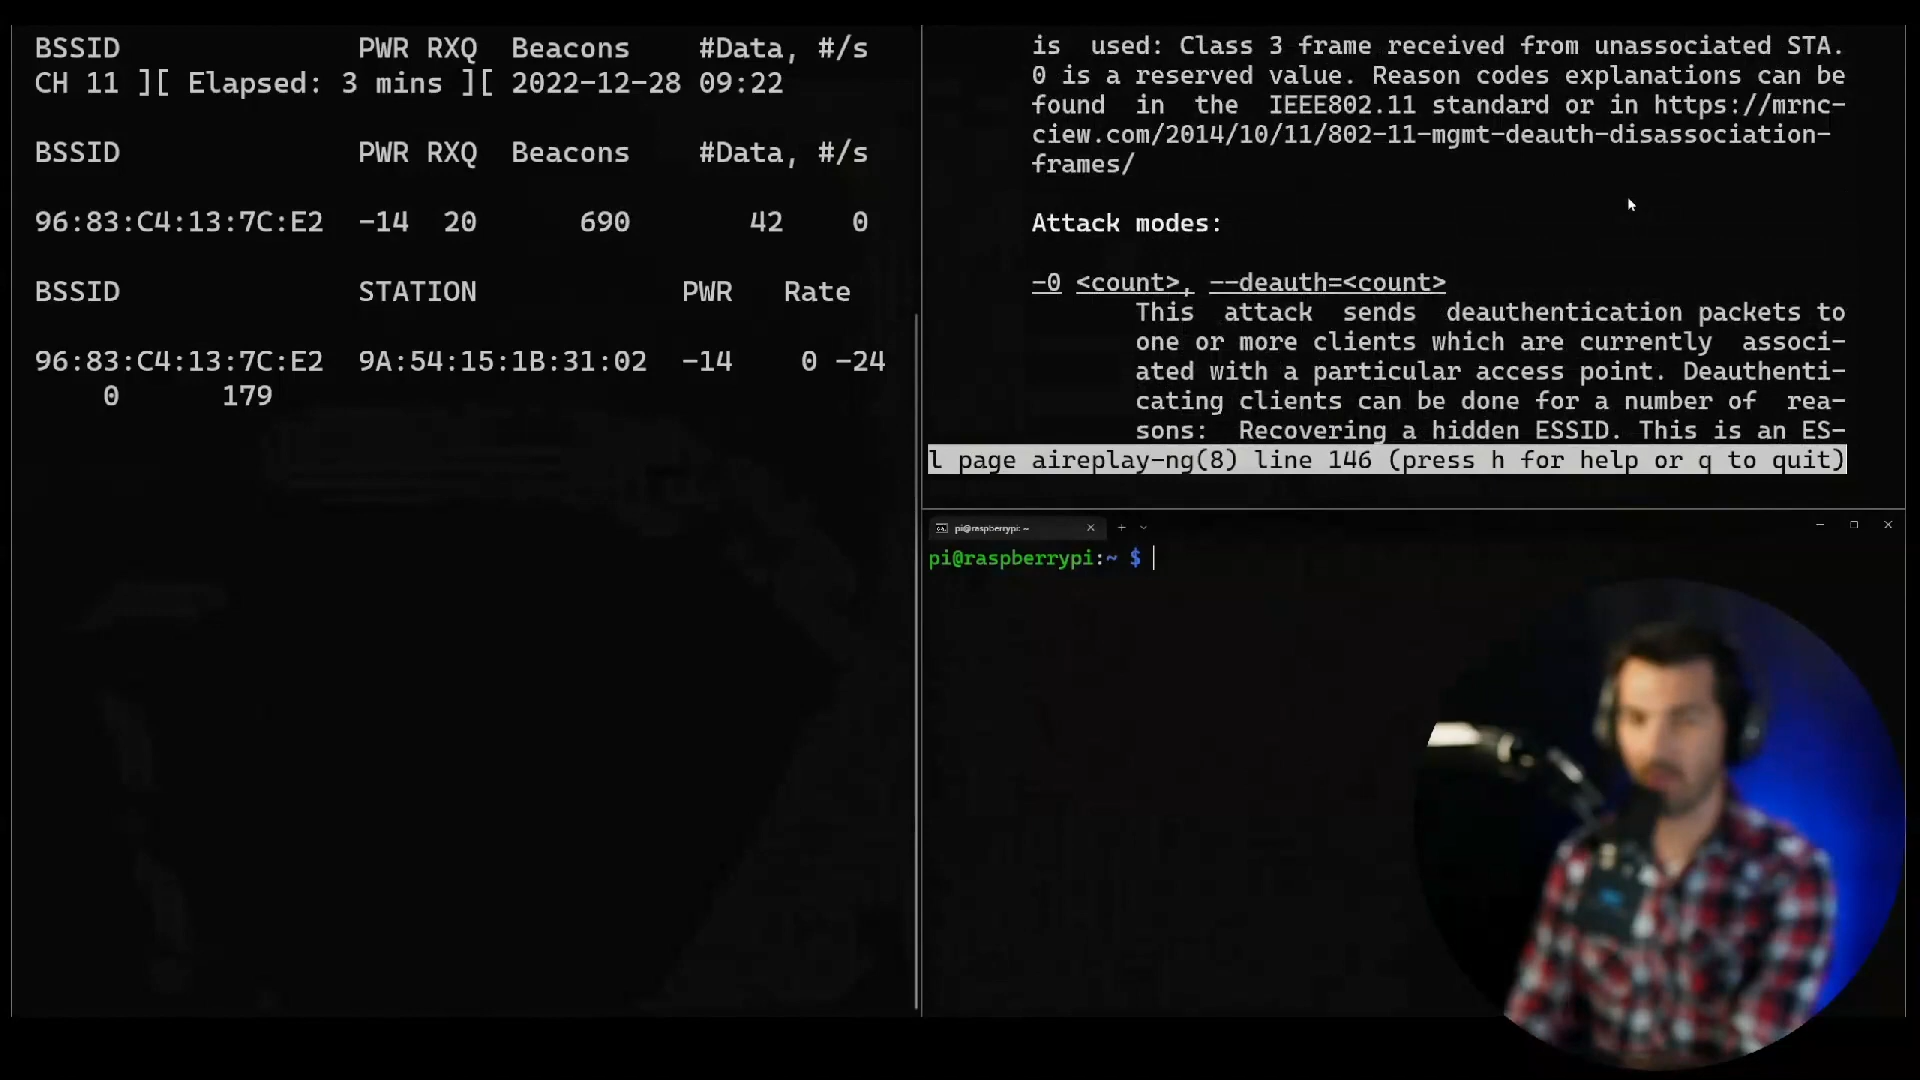 BSSID PWR RXQ Beacons #Data, #/s
CH 11 ][ Elapsed: 3 mins ][ 2022-12-28 09:22
BSSID PWR RXQ Beacons #Data, #/s
96:83:C4:13:7C:E2 -14 20 690 42 0
BSSID STATION PWR Rate
96:83:C4:13:7C:E2 9A:54:15:1B:31:02 -14 0 -24
0 179
is used: Class 3 frame received from unassociated STA.
0 is a reserved value. Reason codes explanations can be
found in the IEEE802.11 standard or in https://mrnc-
ciew.com/2014/10/11/802-11-mgmt-deauth-disassociation-
frames/
Attack modes:
-0 <count>, --deauth=<count>
This attack sends deauthentication packets to
one or more clients which are currently associ-
ated with a particular access point. Deauthenti-
cating clients can be done for a number of rea-
sons: Recovering a hidden ESSID. This is an ES-
l page aireplay-ng(8) line 146 (press h for help or q to quit)
pi@raspberrypi: ~
pi@raspberrypi:~ $